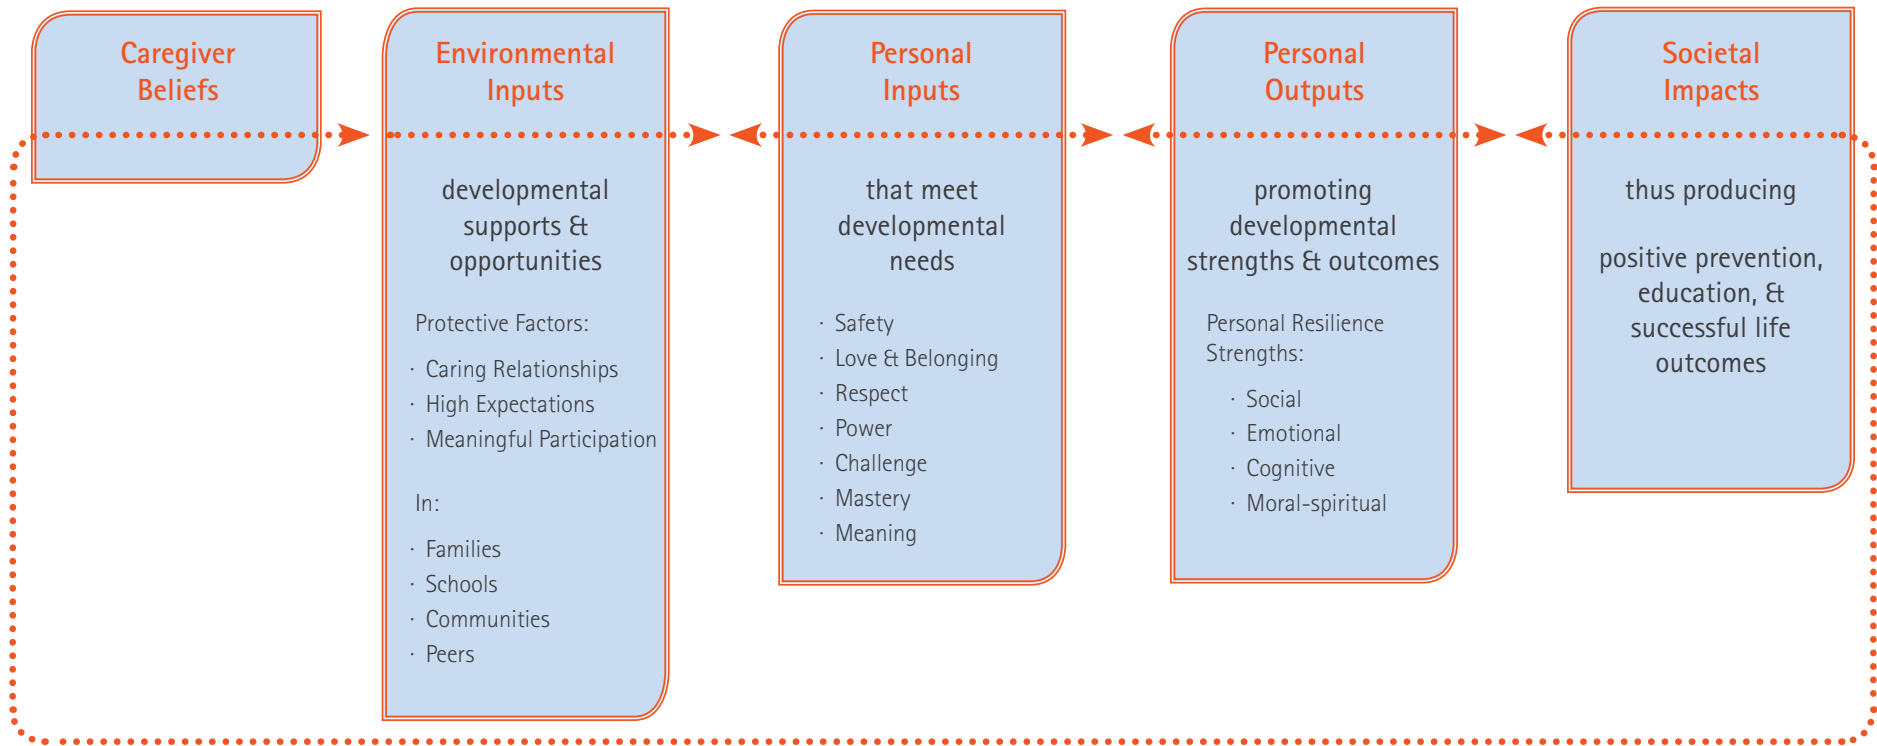 Caregiver
Beliefs
Environmental
Inputs
developmental
supports &
opportunities
Protective Factors:
· Caring Relationships
· High Expectations
· Meaningful Participation
In:
· Families
· Schools
· Communities
· Peers
Personal
Inputs
that meet
developmental
needs
· Safety
· Love & Belonging
· Respect
· Power
· Challenge
· Mastery
· Meaning
Personal
Outputs
promoting
developmental
strengths & outcomes
Personal Resilience
Strengths:
· Social
· Emotional
· Cognitive
· Moral-spiritual
Societal
Impacts
thus producing
positive prevention,
education, &
successful life
outcomes